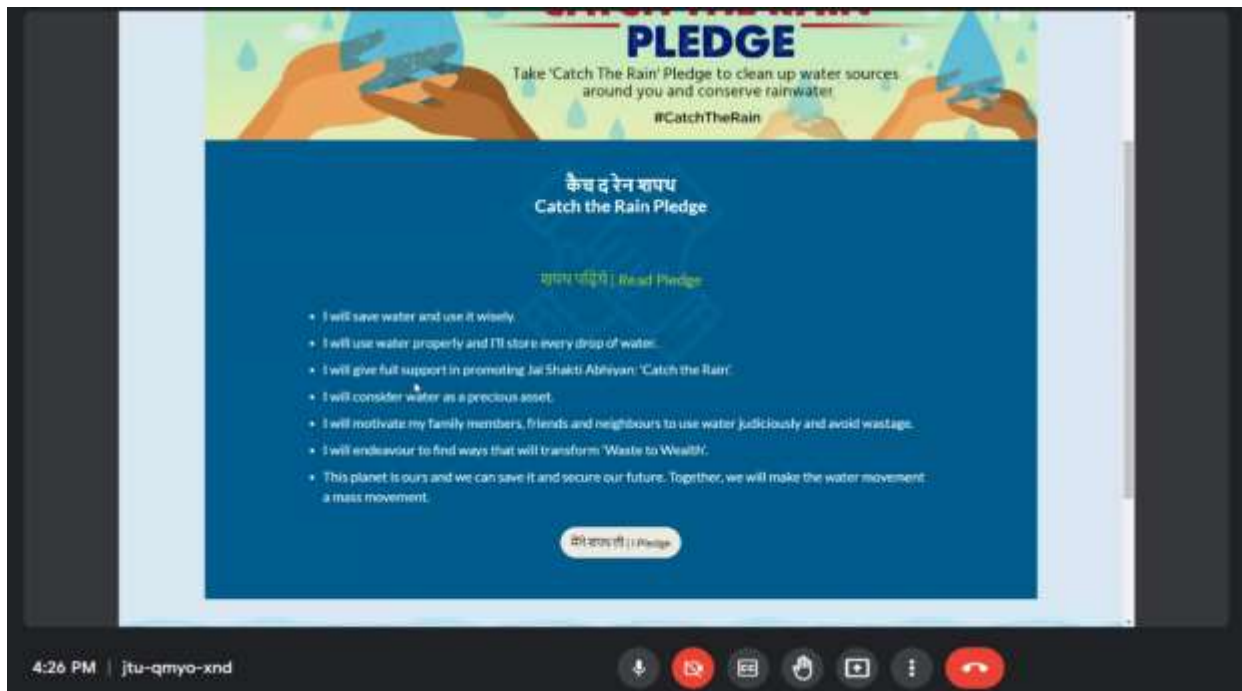 CATCH THE RAIN
PLEDGE
Take 'Catch The Rain' Pledge to clean up water sources
around you and conserve rainwater
#CatchTheRain
कैच द रेन शपथ
Catch the Rain Pledge
शपथ पढ़िये | Read Pledge
• I will save water and use it wisely.
• I will use water properly and I'll store every drop of water.
• I will give full support in promoting Jal Shakti Abhiyan: 'Catch the Rain'.
• I will consider water as a precious asset.
• I will motivate my family members, friends and neighbours to use water judiciously and avoid wastage.
• I will endeavour to find ways that will transform 'Waste to Wealth'.
• This planet is ours and we can save it and secure our future. Together, we will make the water movement
a mass movement.
मैंने शपथ ली | I Pledge
4:26 PM | jtu-qmyo-xnd